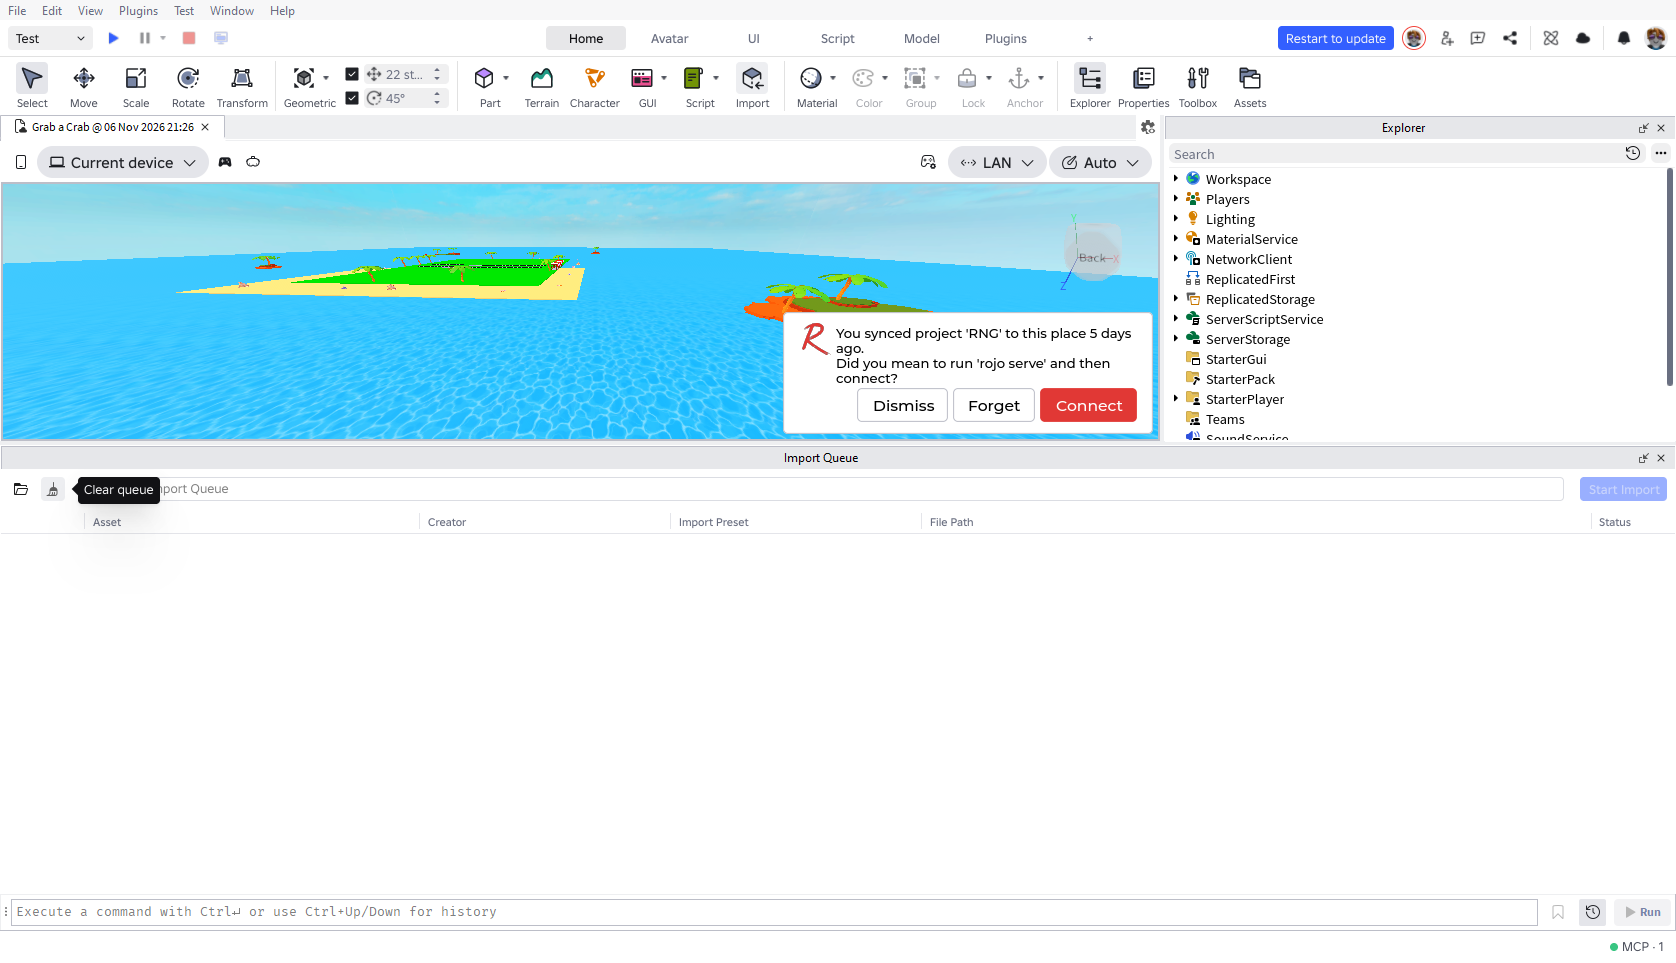 File Edit View Plugins Test Window Help
Test Home Avatar UI Script Model Plugins + Restart to update
22 st...
45°
Select Move Scale Rotate Transform Geometric Part Terrain Character GUI Script Import Material Color Group Lock Anchor Explorer Properties Toolbox Assets
Grab a Crab @ 06 Nov 2026 21:26
Explorer
Current device LAN Auto
Search
Workspace
Players
Lighting
MaterialService
NetworkClient
ReplicatedFirst
ReplicatedStorage
ServerScriptService
ServerStorage
StarterGui
StarterPack
StarterPlayer
Teams
SoundService
Y
Back X
Z
R
You synced project 'RNG' to this place 5 days
ago.
Did you mean to run 'rojo serve' and then
connect?
Dismiss Forget Connect
Import Queue
Clear queue mport Queue Start Import
Asset Creator Import Preset File Path Status
Execute a command with Ctrl↵ or use Ctrl+Up/Down for history Run
MCP · 1